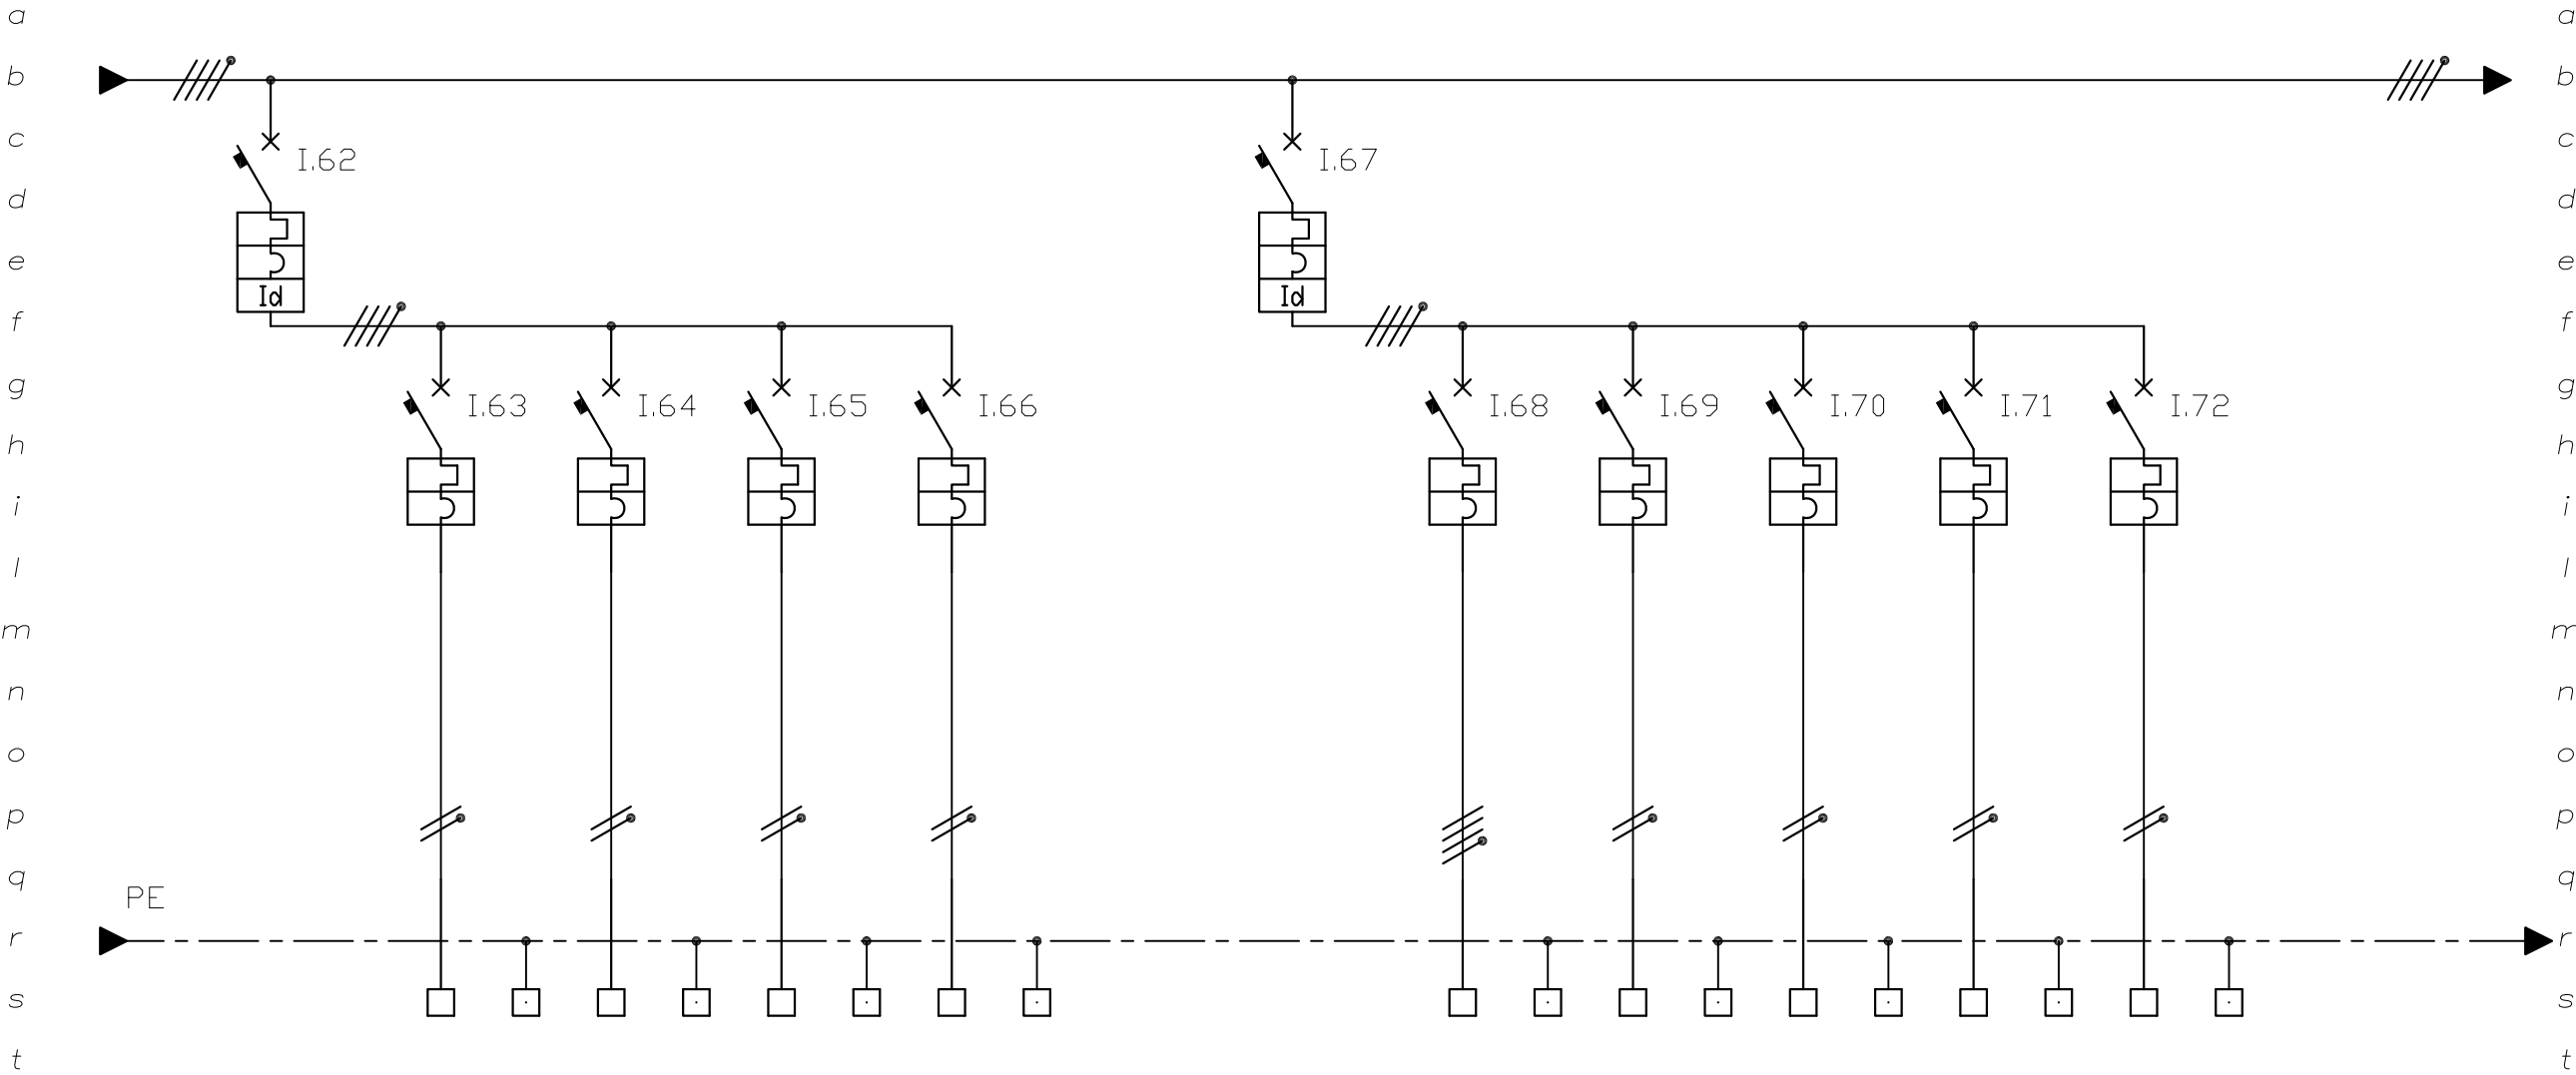 a a
b b
c c
I.62 I.67
d d
e e
Id Id
f f
g g
I.63 I.64 I.65 I.66 I.68 I.69 I.70 I.71 I.72
h h
i i
l l
m m
n n
o o
p p
q q
PE
r r
s s
t t